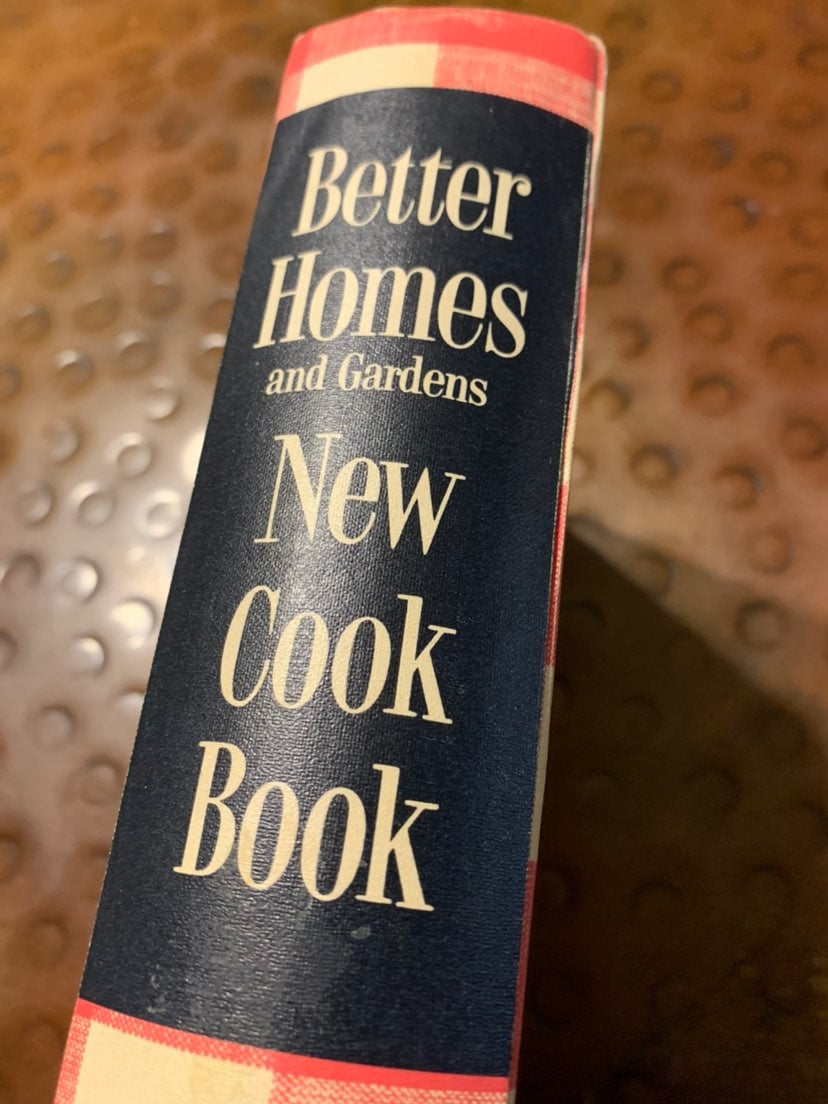 Better
Homes
and Gardens
New
Cook
Book